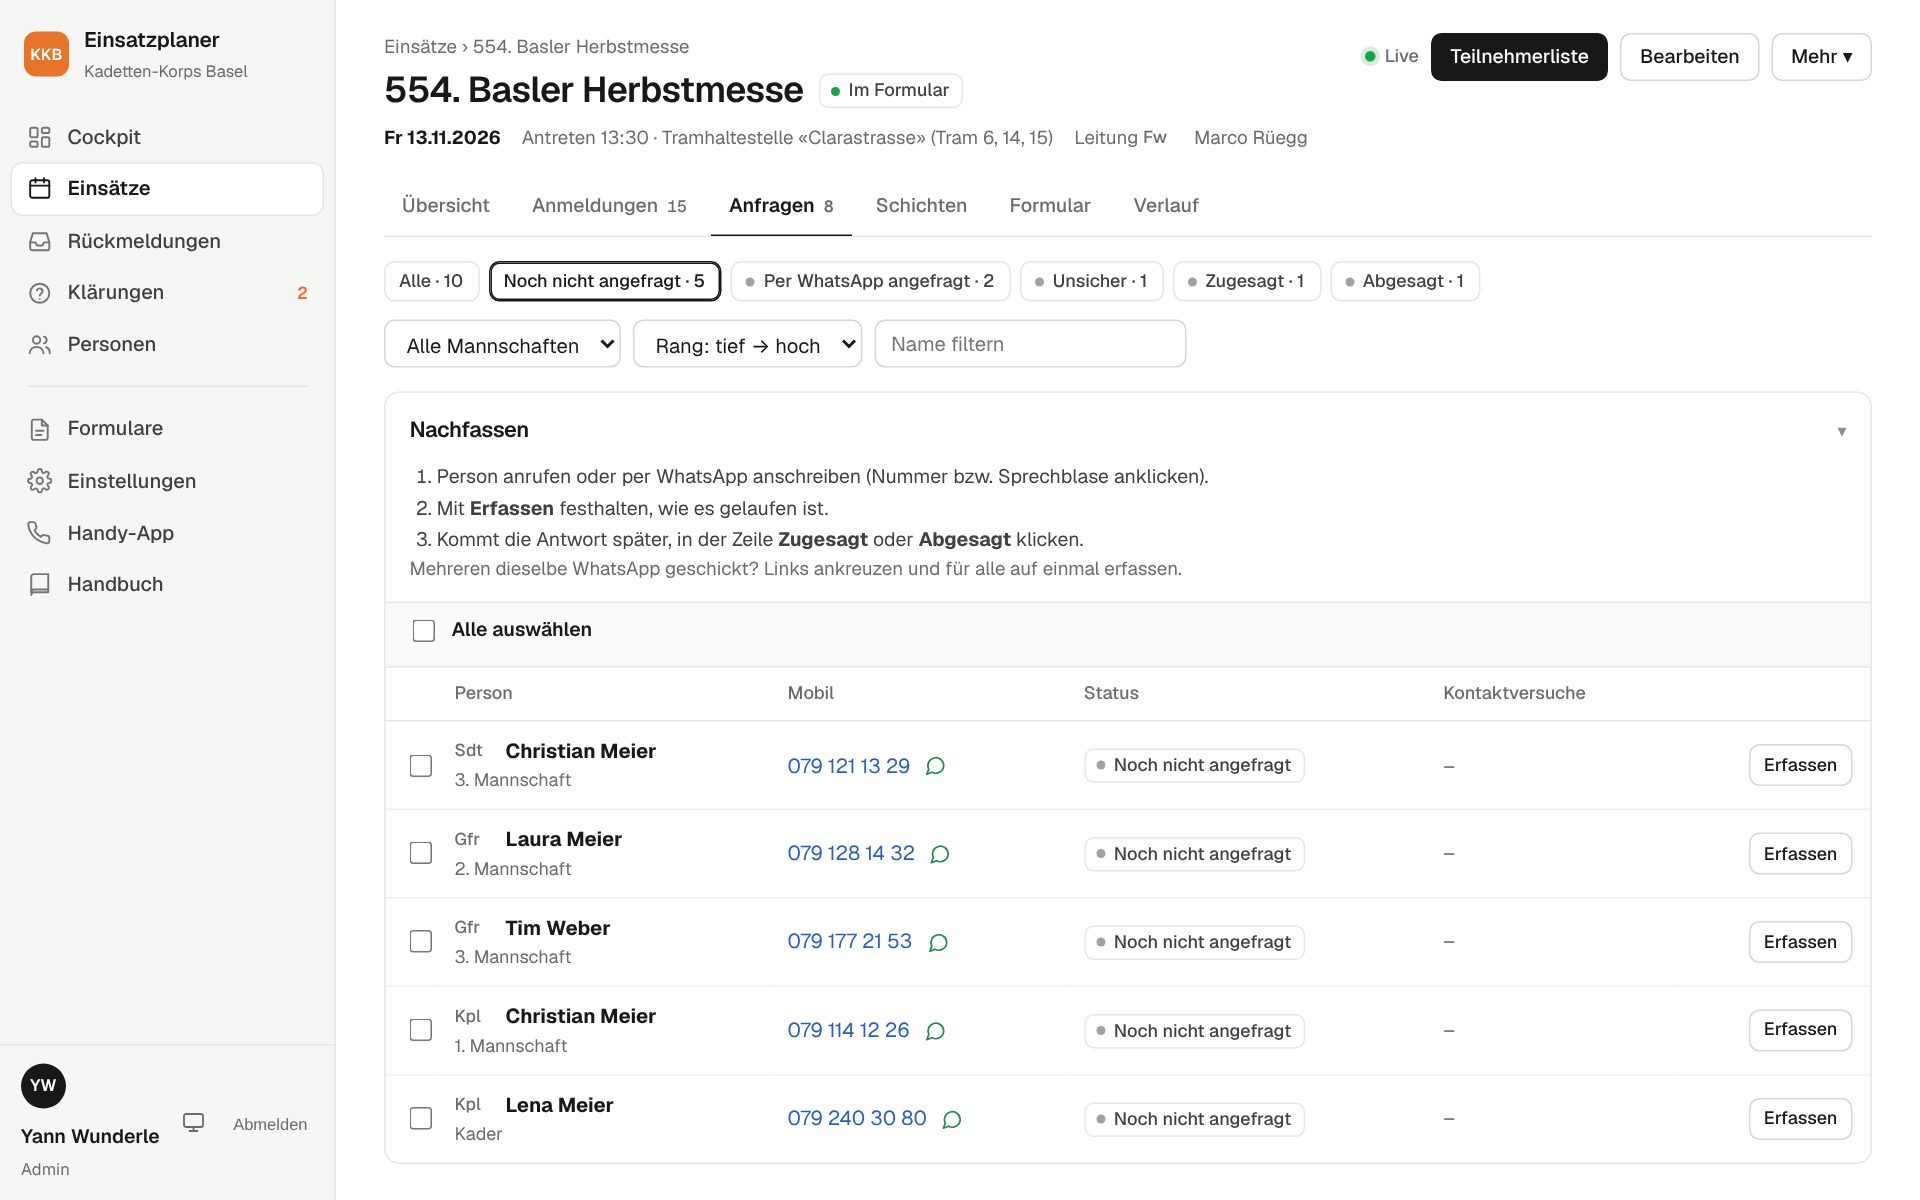 KKB
Einsatzplaner
Kadetten-Korps Basel
Cockpit
Einsätze
Rückmeldungen
Klärungen 2
Personen
Formulare
Einstellungen
Handy-App
Handbuch
YW
Yann Wunderle
Admin
Abmelden
Einsätze › 554. Basler Herbstmesse
554. Basler Herbstmesse
Im Formular
Live
Teilnehmerliste
Bearbeiten
Mehr ▾
Fr 13.11.2026 Antreten 13:30 · Tramhaltestelle «Clarastrasse» (Tram 6, 14, 15) Leitung Fw Marco Rüegg
Übersicht Anmeldungen 15 Anfragen 8 Schichten Formular Verlauf
Alle · 10 Noch nicht angefragt · 5 Per WhatsApp angefragt · 2 Unsicher · 1 Zugesagt · 1 Abgesagt · 1
Alle Mannschaften Rang: tief → hoch Name filtern
Nachfassen ▾
1. Person anrufen oder per WhatsApp anschreiben (Nummer bzw. Sprechblase anklicken).
2. Mit Erfassen festhalten, wie es gelaufen ist.
3. Kommt die Antwort später, in der Zeile Zugesagt oder Abgesagt klicken.
Mehreren dieselbe WhatsApp geschickt? Links ankreuzen und für alle auf einmal erfassen.
Alle auswählen
Person Mobil Status Kontaktversuche
Sdt Christian Meier
3. Mannschaft
079 121 13 29 Noch nicht angefragt – Erfassen
Gfr Laura Meier
2. Mannschaft
079 128 14 32 Noch nicht angefragt – Erfassen
Gfr Tim Weber
3. Mannschaft
079 177 21 53 Noch nicht angefragt – Erfassen
Kpl Christian Meier
1. Mannschaft
079 114 12 26 Noch nicht angefragt – Erfassen
Kpl Lena Meier
Kader
079 240 30 80 Noch nicht angefragt – Erfassen